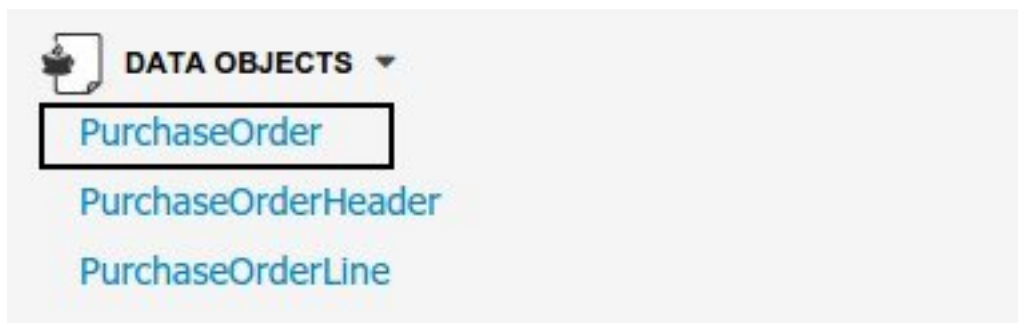 DATA OBJECTS
PurchaseOrder
PurchaseOrderHeader
PurchaseOrderLine